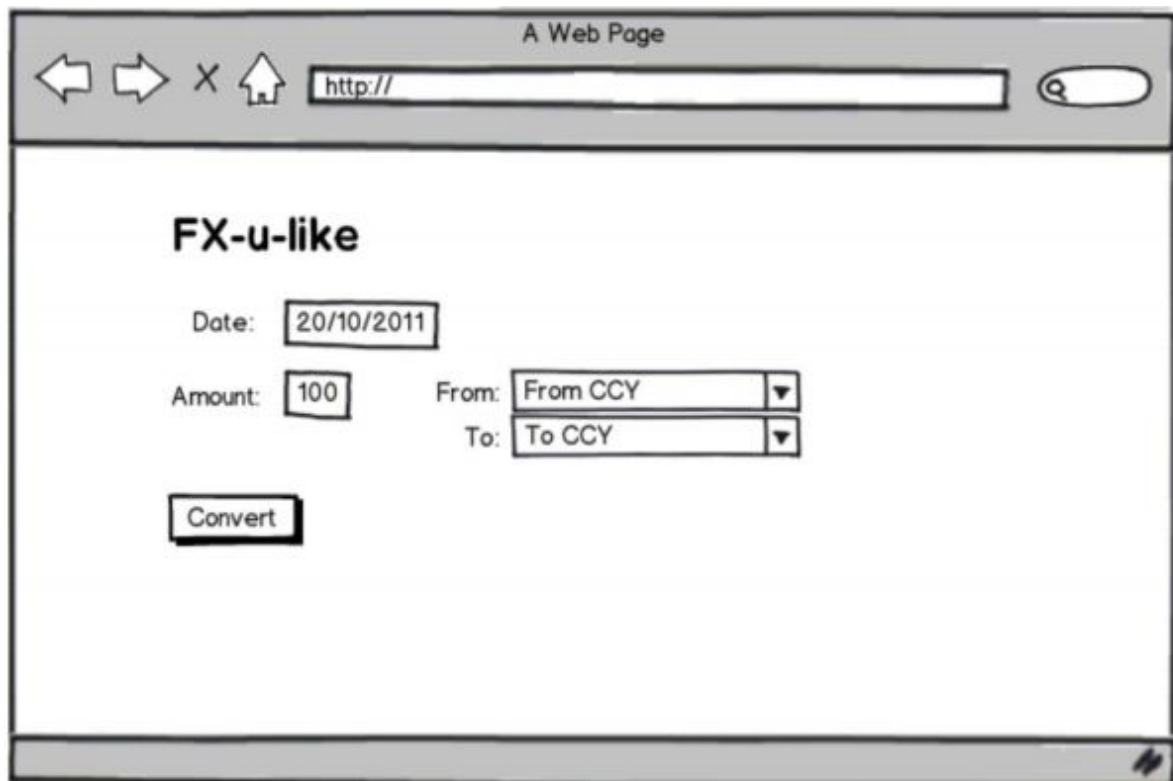 A Web Page
http://
FX-u-like
Date: 20/10/2011
Amount: 100 From: From CCY
To: To CCY
Convert